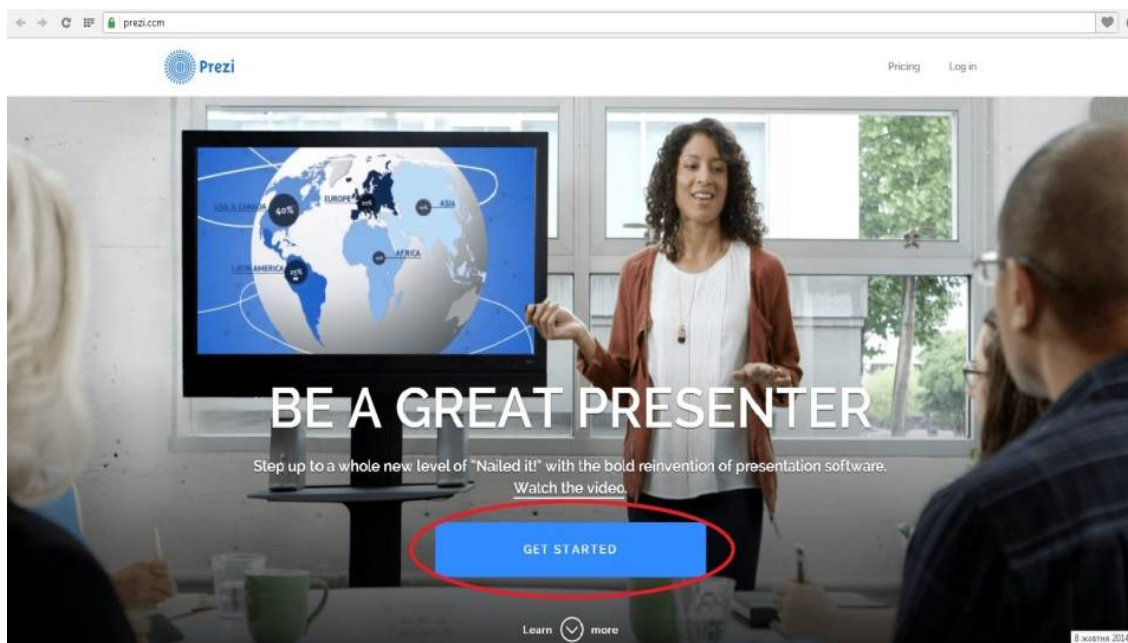 prezi.ccm
Prezi
Pricing
Log in
USA & CANADA
40%
EUROPE
ASIA
AFRICA
LATIN AMERICA
25%
BE A GREAT PRESENTER
Step up to a whole new level of "Nailed it!" with the bold reinvention of presentation software.
Watch the video.
GET STARTED
Learn more
8 жовтня 2014